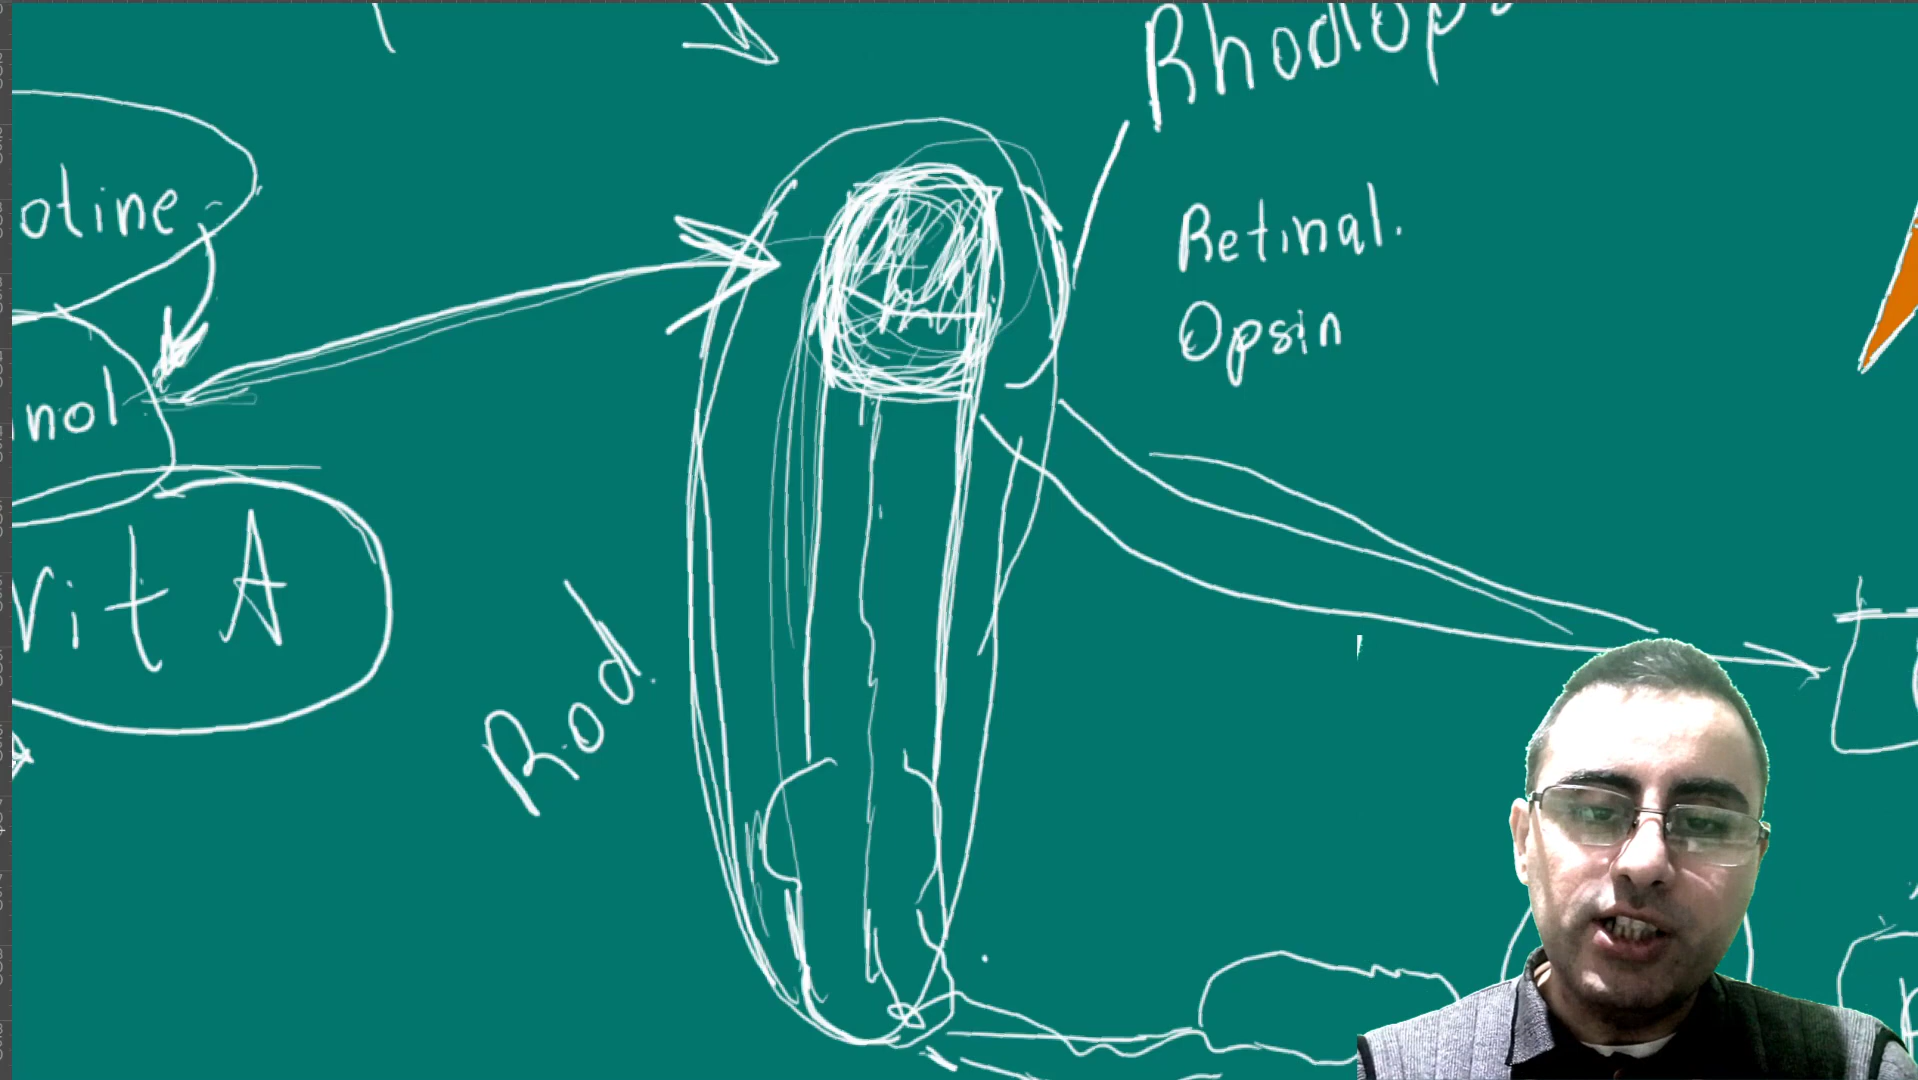 Rhodop
otine
Retinal.
Opsin
nol
Vit A
Rod.